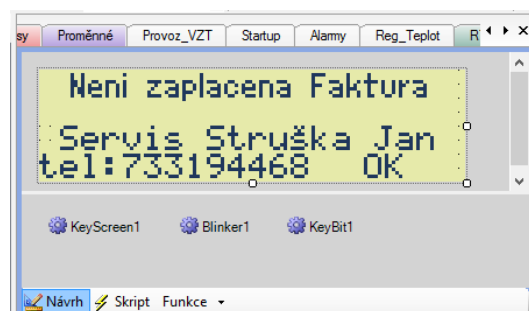 sy Proměnné Provoz_VZT Startup Alarmy Reg_Teplot R
Neni zaplacena Faktura
Servis Struška Jan
tel:733194468 OK
KeyScreen1 Blinker1 KeyBit1
Návrh Skript Funkce